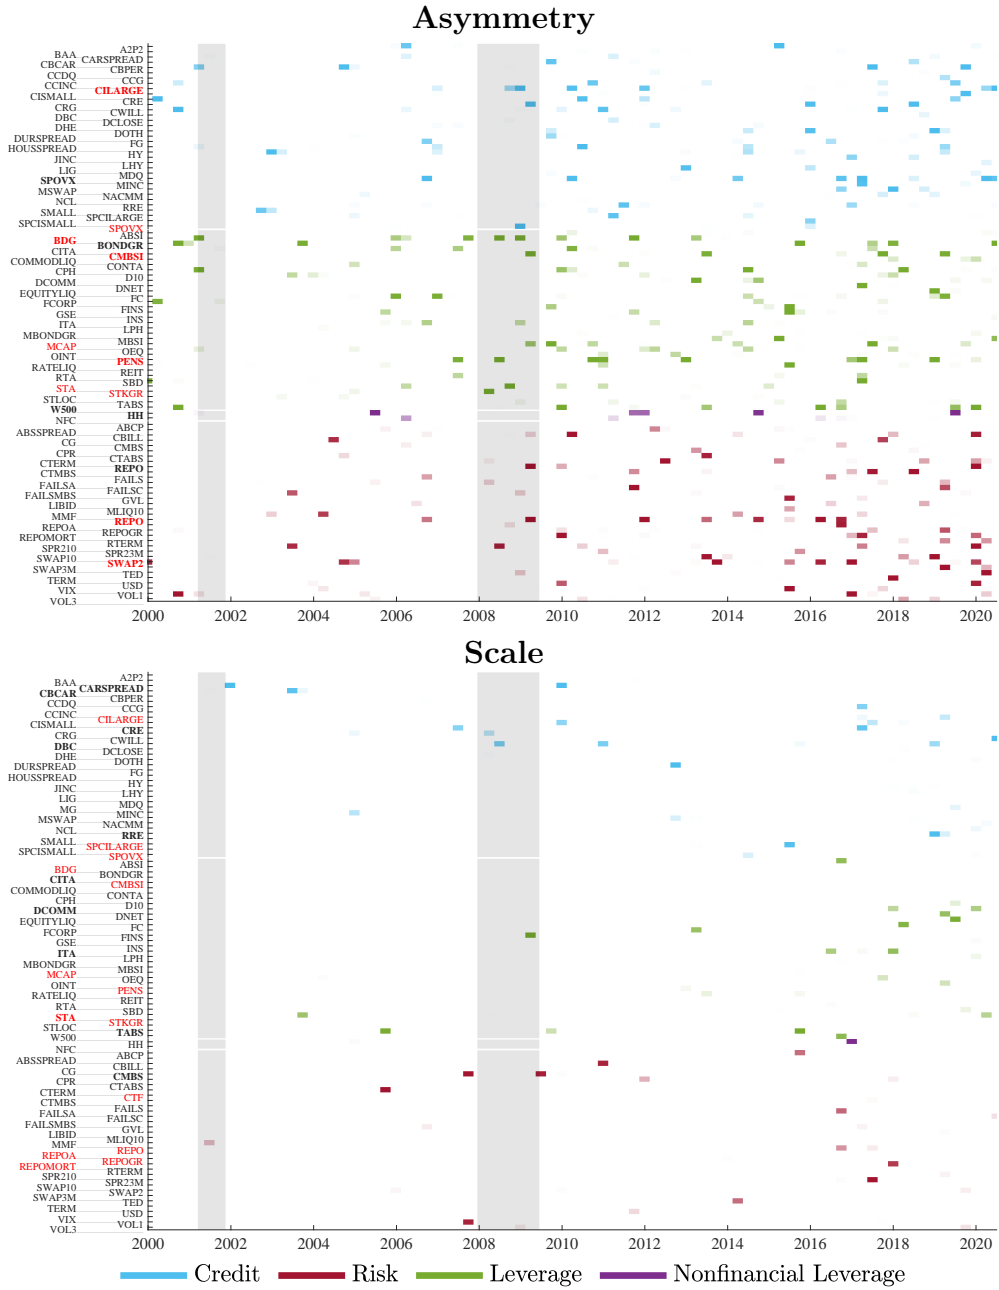 Asymmetry
A2P2
BAA
CARSPREAD
CBCAR
CBPER
CCDQ
CCG
CCINC
CILARGE
CISMALL
CRE
CRG
CWILL
DBC
DCLOSE
DHE
DOTH
DURSPREAD
FG
HOUSSPREAD
HY
JINC
LHY
LIG
MDQ
SPOVX
MINC
MSWAP
NACMM
NCL
RRE
SMALL
SPCILARGE
SPCISMALL
SPOVX
ABSI
BDG
BONDGR
CITA
CMBSI
COMMODLIQ
CONTA
CPH
D10
DCOMM
DNET
EQUITYLIQ
FC
FCORP
FINS
GSE
INS
ITA
LPH
MBONDGR
MBSI
MCAP
OEQ
OINT
PENS
RATELIQ
REIT
RTA
SBD
STA
STKGR
STLOC
TABS
W500
HH
NFC
ABCP
ABSSPREAD
CBILL
CG
CMBS
CPR
CTABS
CTERM
REPO
CTMBS
FAILS
FAILSA
FAILSC
FAILSMBS
GVL
LIBID
MLIQ10
MMF
REPO
REPOA
REPOGR
REPOMORT
RTERM
SPR210
SPR23M
SWAP10
SWAP2
SWAP3M
TED
TERM
USD
VIX
VOL1
VOL3
2000 2002 2004 2006 2008 2010 2012 2014 2016 2018 2020
Scale
A2P2
BAA
CARSPREAD
CBCAR
CBPER
CCDQ
CCG
CCINC
CILARGE
CISMALL
CRE
CRG
CWILL
DBC
DCLOSE
DHE
DOTH
DURSPREAD
FG
HOUSSPREAD
HY
JINC
LHY
LIG
MDQ
MG
MINC
MSWAP
NACMM
NCL
RRE
SMALL
SPCILARGE
SPCISMALL
SPOVX
ABSI
BDG
BONDGR
CITA
CMBSI
COMMODLIQ
CONTA
CPH
D10
DCOMM
DNET
EQUITYLIQ
FC
FCORP
FINS
GSE
INS
ITA
LPH
MBONDGR
MBSI
MCAP
OEQ
OINT
PENS
RATELIQ
REIT
RTA
SBD
STA
STKGR
STLOC
TABS
W500
HH
NFC
ABCP
ABSSPREAD
CBILL
CG
CMBS
CPR
CTABS
CTERM
CTF
CTMBS
FAILS
FAILSA
FAILSC
FAILSMBS
GVL
LIBID
MLIQ10
MMF
REPO
REPOA
REPOGR
REPOMORT
RTERM
SPR210
SPR23M
SWAP10
SWAP2
SWAP3M
TED
TERM
USD
VIX
VOL1
VOL3
2000 2002 2004 2006 2008 2010 2012 2014 2016 2018 2020
Credit Risk Leverage Nonfinancial Leverage